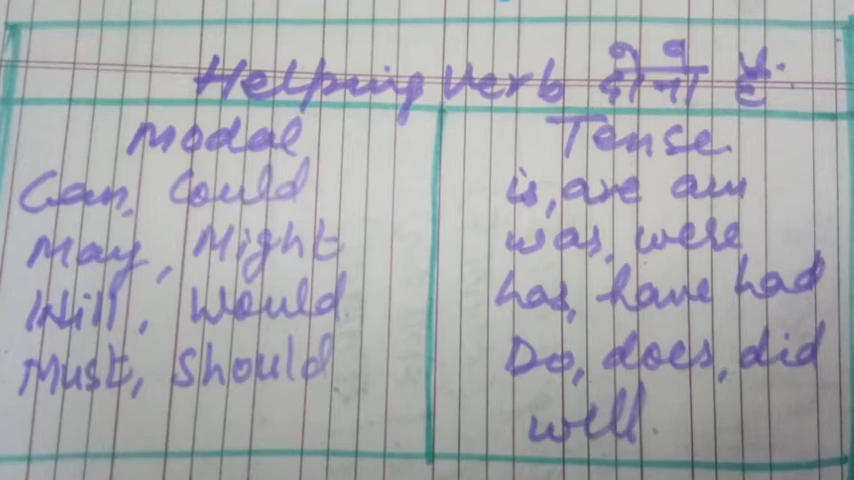 Helping Verb
Modal
Can, Could
May, Might
Will, Would
Must, Should
Tense
is, are am
was, were
has, have had
Do, does, did
well.